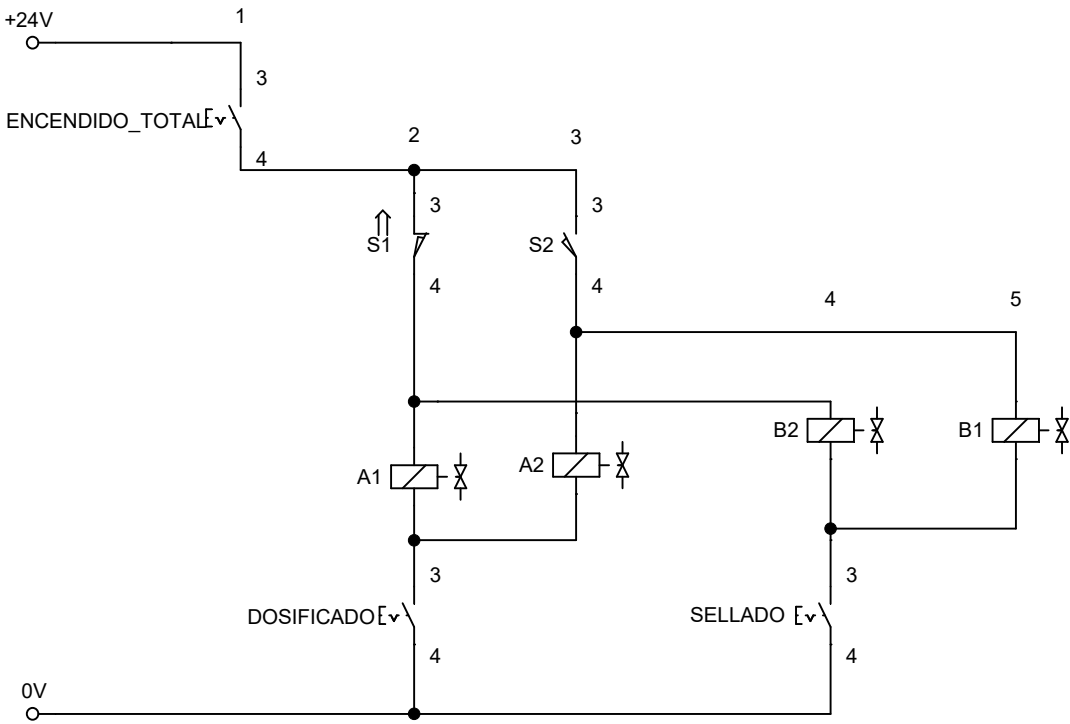 +24V
1
3
ENCENDIDO_TOTAL
4
2
3
3
3
S1
S2
4
4
4
5
B2
B1
A1
A2
3
3
DOSIFICADO
SELLADO
4
4
0V